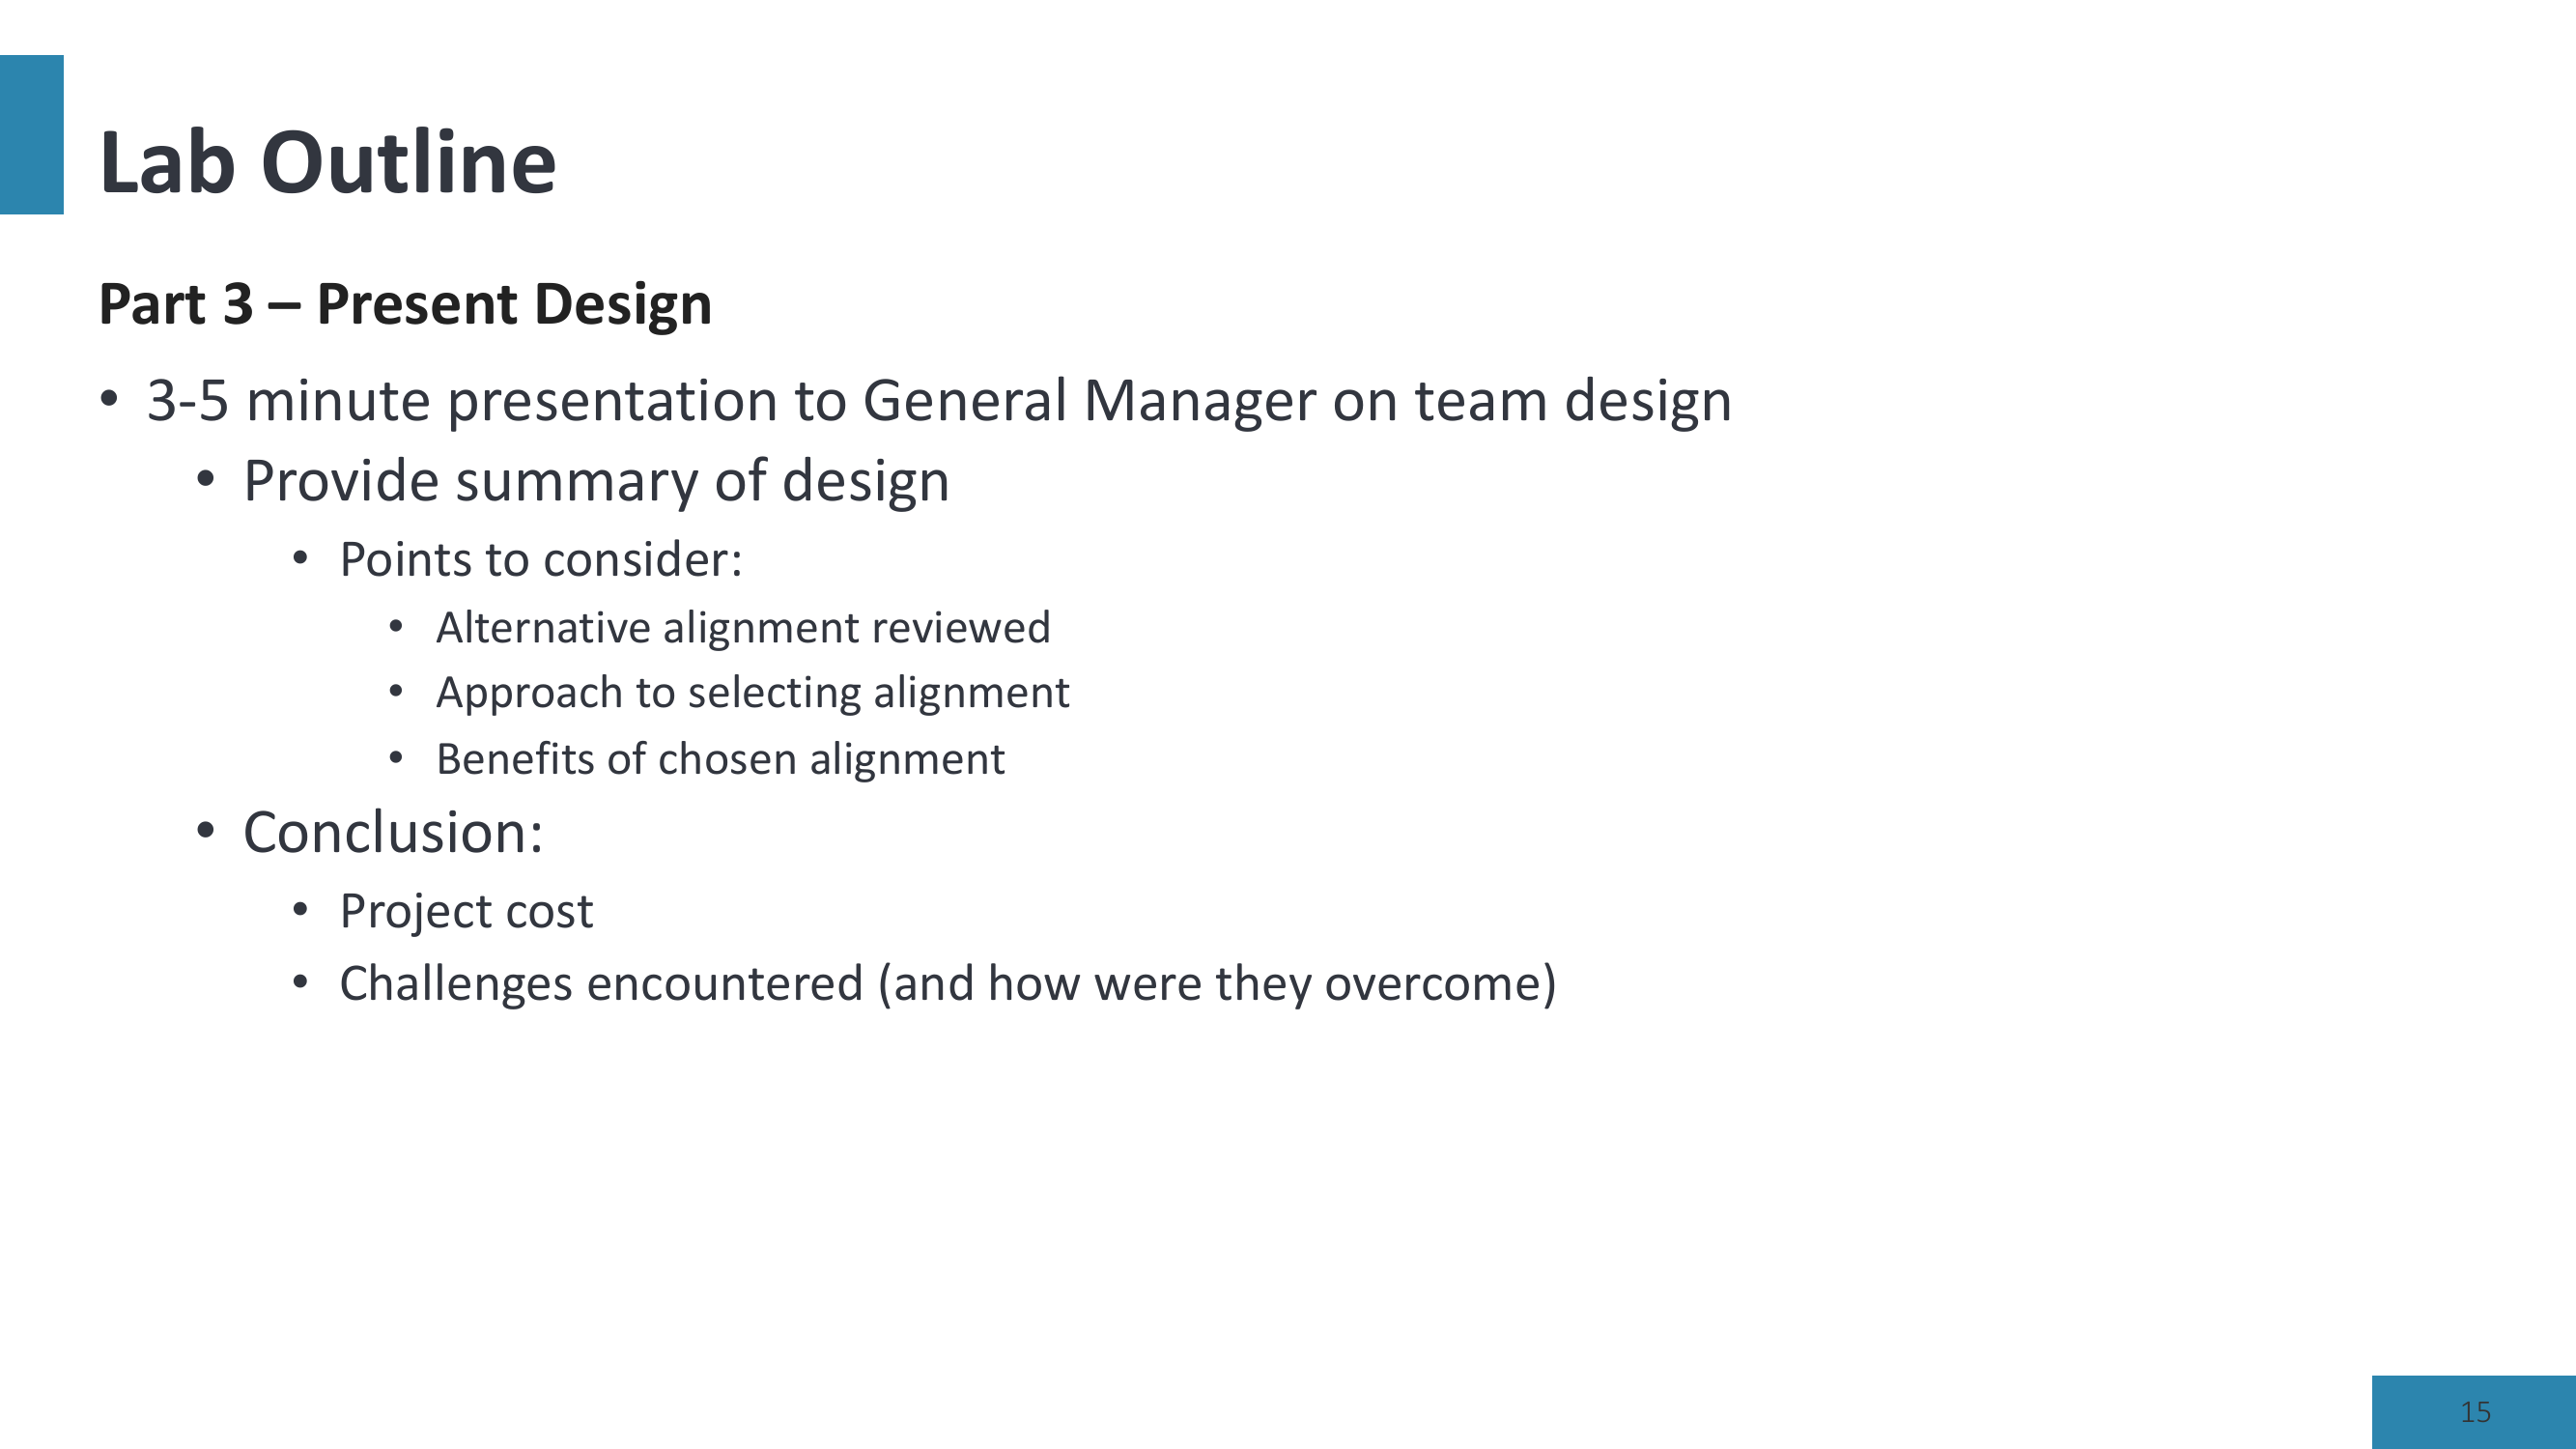 Lab Outline
Part 3 – Present Design
• 3-5 minute presentation to General Manager on team design
• Provide summary of design
• Points to consider:
• Alternative alignment reviewed
• Approach to selecting alignment
• Benefits of chosen alignment
• Conclusion:
• Project cost
• Challenges encountered (and how were they overcome)
15